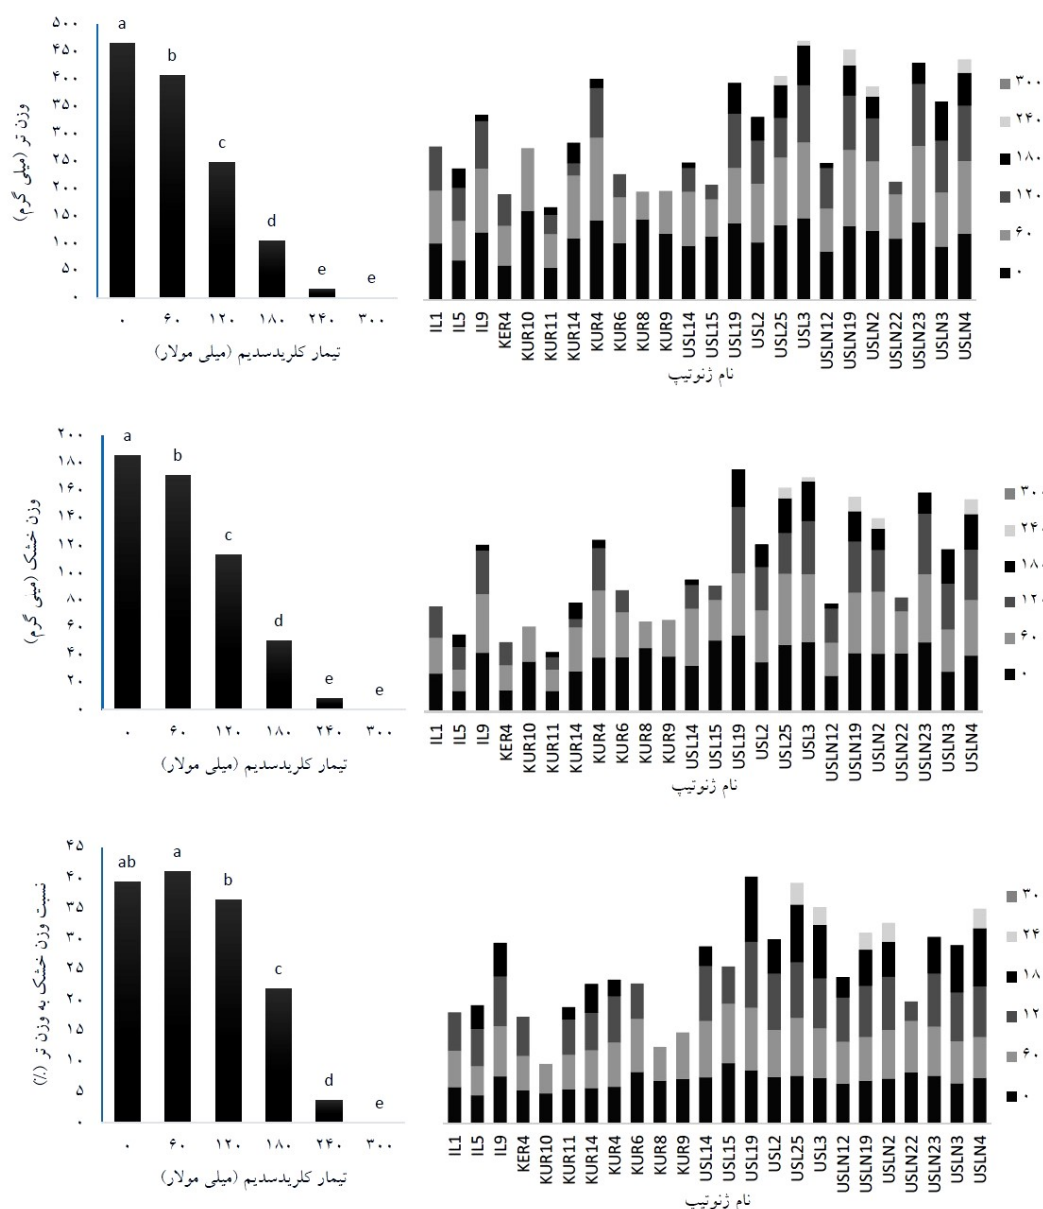 وزن تر (میلی گرم)
۵۰۰
۴۵۰
۴۰۰
۳۵۰
۳۰۰
۲۵۰
۲۰۰
۱۵۰
۱۰۰
۵۰
۰
a
b
c
d
e
e
۰ ۶۰ ۱۲۰ ۱۸۰ ۲۴۰ ۳۰۰
تیمار کلریدسدیم (میلی مولار)
IL1 IL5 IL9 KER4 KUR10 KUR11 KUR14 KUR4 KUR6 KUR8 KUR9 USL14 USL15 USL19 USL2 USL25 USL3 USLN12 USLN19 USLN2 USLN22 USLN23 USLN3 USLN4
نام ژنوتیپ
۳۰۰
۲۴۰
۱۸۰
۱۲۰
۶۰
۰
وزن خشک (میلی گرم)
۲۰۰
۱۸۰
۱۶۰
۱۴۰
۱۲۰
۱۰۰
۸۰
۶۰
۴۰
۲۰
۰
a
b
c
d
e
e
۰ ۶۰ ۱۲۰ ۱۸۰ ۲۴۰ ۳۰۰
تیمار کلریدسدیم (میلی مولار)
IL1 IL5 IL9 KER4 KUR10 KUR11 KUR14 KUR4 KUR6 KUR8 KUR9 USL14 USL15 USL19 USL2 USL25 USL3 USLN12 USLN19 USLN2 USLN22 USLN23 USLN3 USLN4
نام ژنوتیپ
۳۰
۲۴
۱۸
۱۲
۶۰
۰
نسبت وزن خشک به وزن تر (٪)
۴۵
۴۰
۳۵
۳۰
۲۵
۲۰
۱۵
۱۰
۵
۰
ab
a
b
c
d
e
۰ ۶۰ ۱۲۰ ۱۸۰ ۲۴۰ ۳۰۰
تیمار کلریدسدیم (میلی مولار)
IL1 IL5 IL9 KER4 KUR10 KUR11 KUR14 KUR4 KUR6 KUR8 KUR9 USL14 USL15 USL19 USL2 USL25 USL3 USLN12 USLN19 USLN2 USLN22 USLN23 USLN3 USLN4
نام ژنوتیپ
۳۰
۲۴
۱۸
۱۲
۶۰
۰